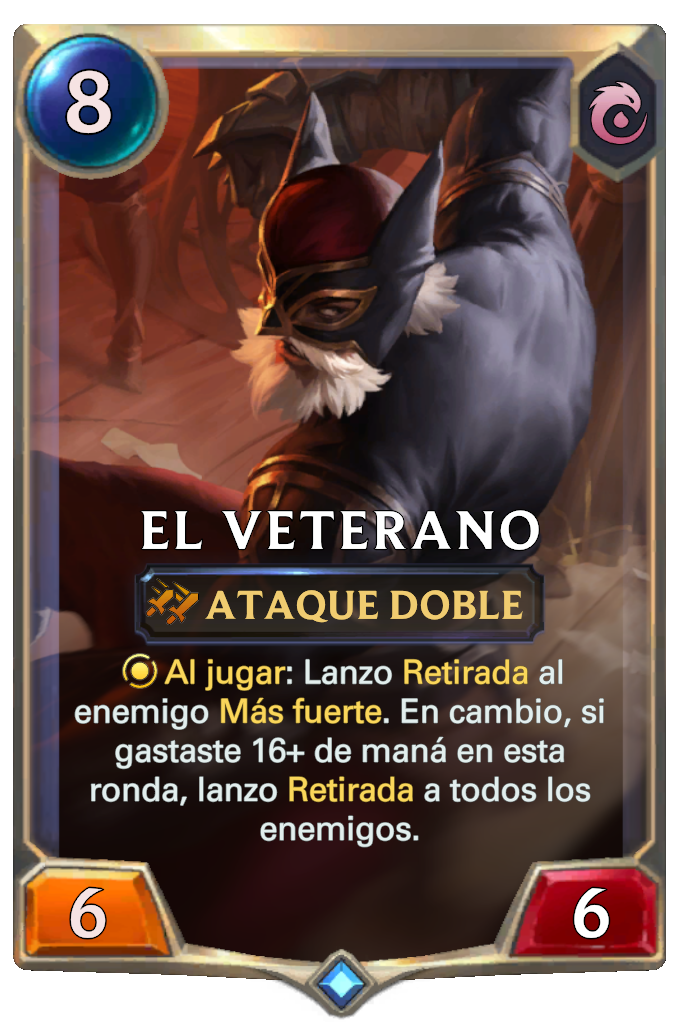 8
EL VETERANO
ATAQUE DOBLE
Al jugar: Lanzo Retirada al
enemigo Más fuerte. En cambio, si
gastaste 16+ de maná en esta
ronda, lanzo Retirada a todos los
enemigos.
6
6